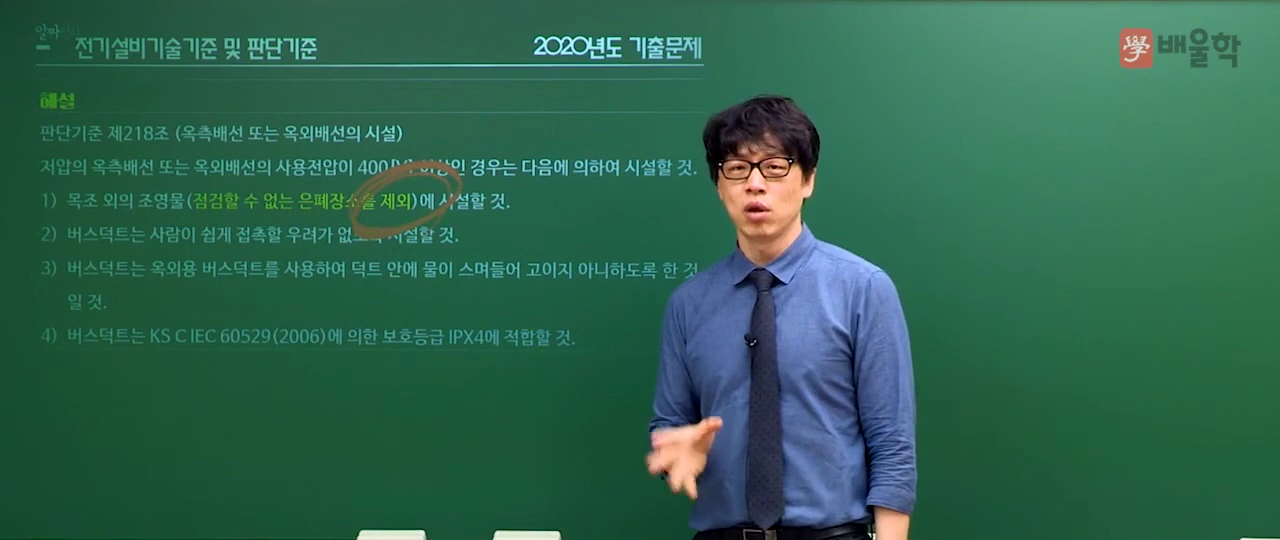 알짜
전기설비기술기준 및 판단기준
2020년도 기출문제
學 배울학
해설
판단기준 제218조 (옥측배선 또는 옥외배선의 시설)
저압의 옥측배선 또는 옥외배선의 사용전압이 400[V] 이상인 경우는 다음에 의하여 시설할 것.
1) 목조 외의 조영물(점검할 수 없는 은폐장소를 제외)에 시설할 것.
2) 버스덕트는 사람이 쉽게 접촉할 우려가 없도록 시설할 것.
3) 버스덕트는 옥외용 버스덕트를 사용하여 덕트 안에 물이 스며들어 고이지 아니하도록 한 것
일 것.
4) 버스덕트는 KS C IEC 60529(2006)에 의한 보호등급 IPX4에 적합할 것.